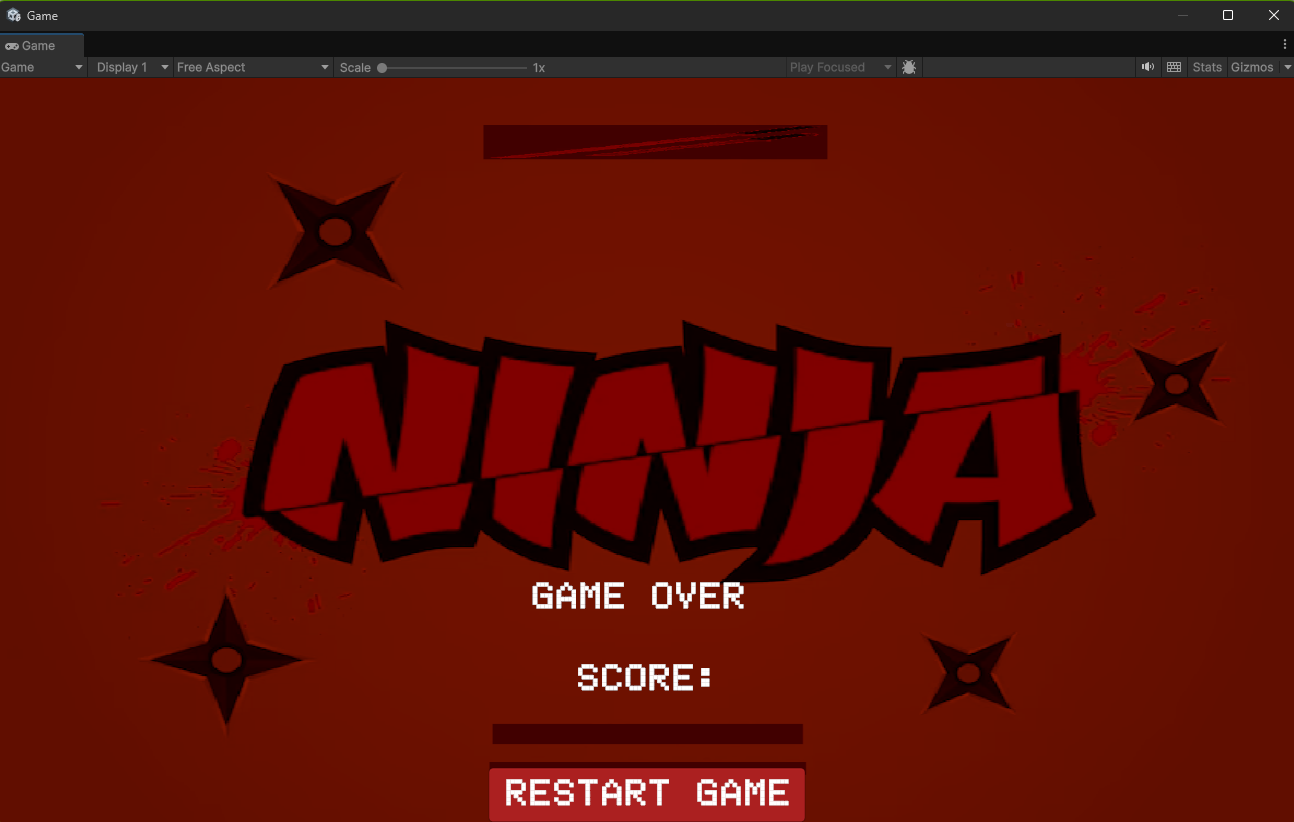 Game
Game
Game Display 1 Free Aspect Scale 1x Play Focused Stats Gizmos
NINJA
GAME OVER
SCORE:
RESTART GAME